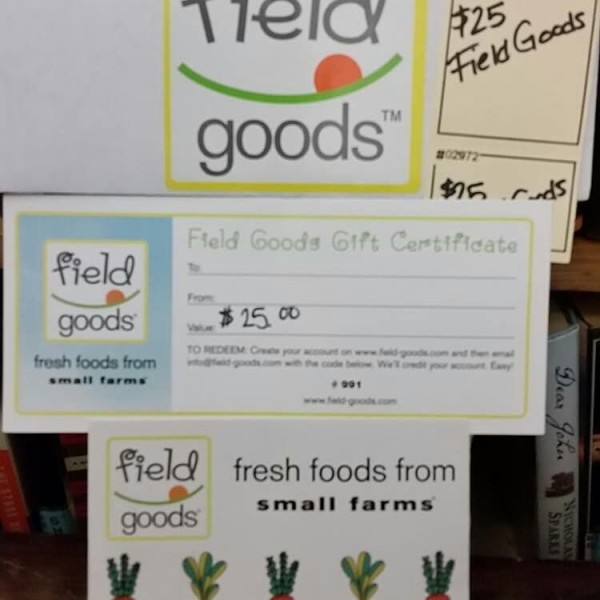 field
goods™
$25
Field Goods
#02972
$25
Field Goods Gift Certificate
To:
From:
Value: $25.00
TO REDEEM: Create your account on www.field-goods.com and then email
info@field-goods.com with the code below. We'll credit your account. Easy!
# 991
www.field-goods.com
field
goods
fresh foods from
small farms
field
goods
fresh foods from
small farms
Dear John
NICHOLAS
SPARKS